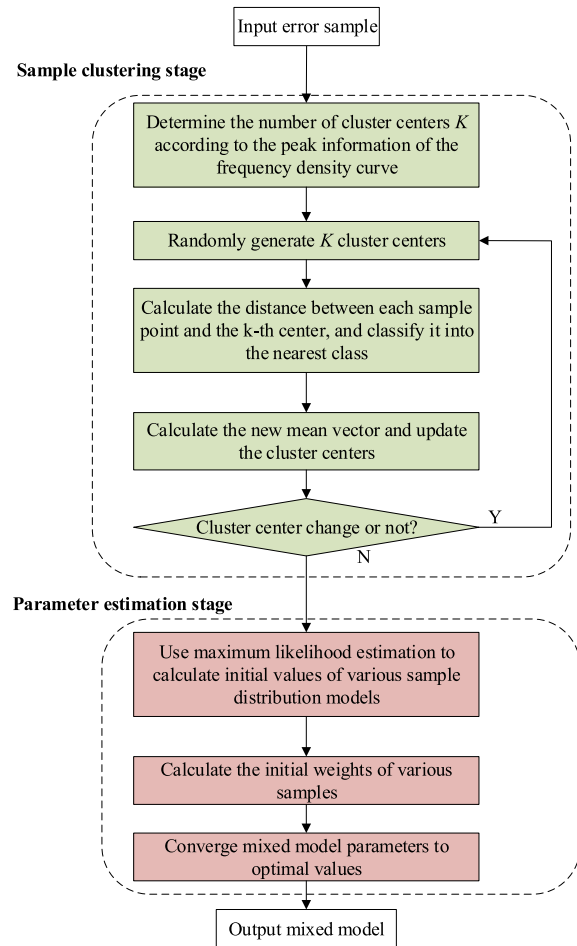 Input error sample
Sample clustering stage
Determine the number of cluster centers K
according to the peak information of the
frequency density curve
Randomly generate K cluster centers
Calculate the distance between each sample
point and the k-th center, and classify it into
the nearest class
Calculate the new mean vector and update
the cluster centers
Cluster center change or not?
Y
N
Parameter estimation stage
Use maximum likelihood estimation to
calculate initial values of various sample
distribution models
Calculate the initial weights of various
samples
Converge mixed model parameters to
optimal values
Output mixed model